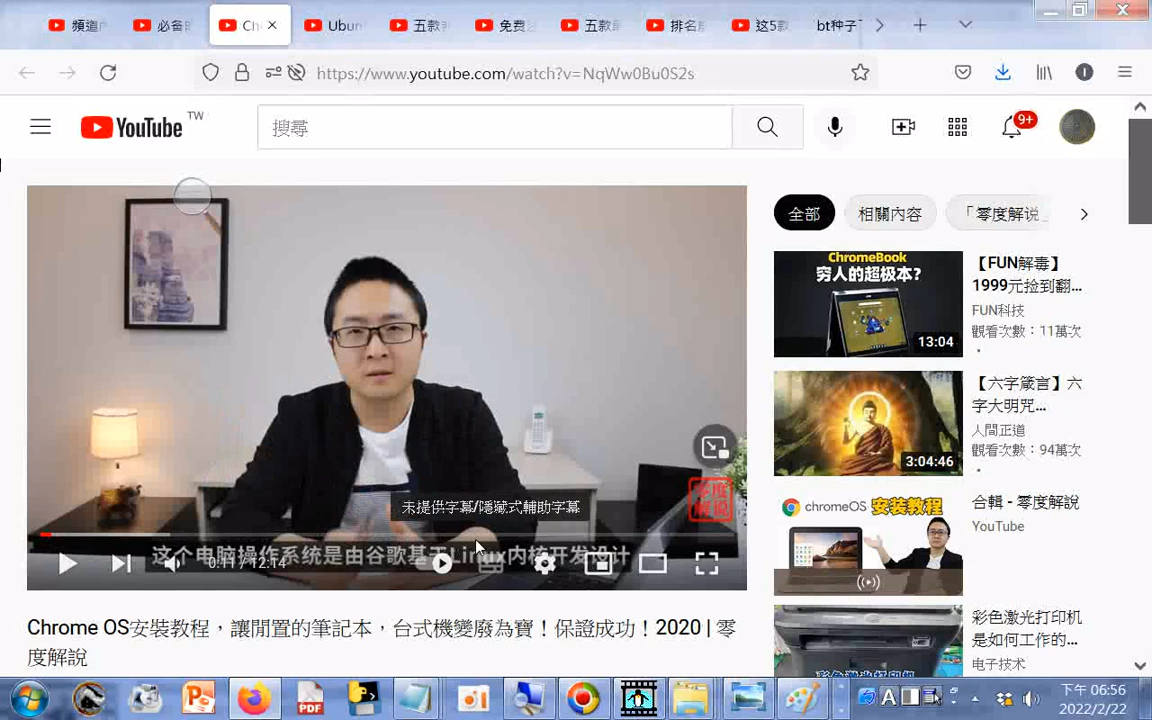 頻道
必備
Ch
Ubun
五款
免费
五款
排名
这5款
bt种子
https://www.youtube.com/watch?v=NqWw0Bu0S2s
YouTube TW
搜尋
9+
全部
相關內容
「零度解说」
ChromeBook
穷人的超极本?
13:04
【FUN解毒】
1999元捡到翻...
FUN科技
觀看次數：11萬次
【六字箴言】六
字大明咒...
人間正道
觀看次數：94萬次
3:04:46
零度
解说
未提供字幕/隱藏式輔助字幕
这个电脑操作系统是由谷歌基于Linux内核开发设计
0:11 / 12:14
chromeOS 安装教程
合輯 - 零度解說
YouTube
Chrome OS安裝教程，讓閒置的筆記本，台式機變廢為寶！保證成功！2020 | 零
度解說
彩色激光打印机
是如何工作的...
电子技术
PDF
A
下午 06:56
2022/2/22